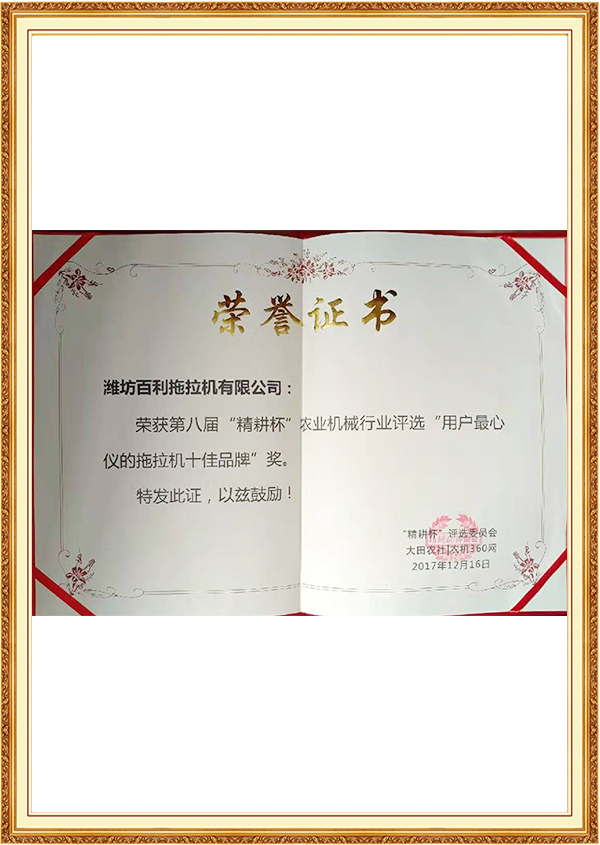 荣誉证书
潍坊百利拖拉机有限公司：
荣获第八届“精耕杯”农业机械行业评选“用户最心
仪的拖拉机十佳品牌”奖。
特发此证，以兹鼓励！
“精耕杯”评选委员会
大田农社|农机360网
2017年12月16日